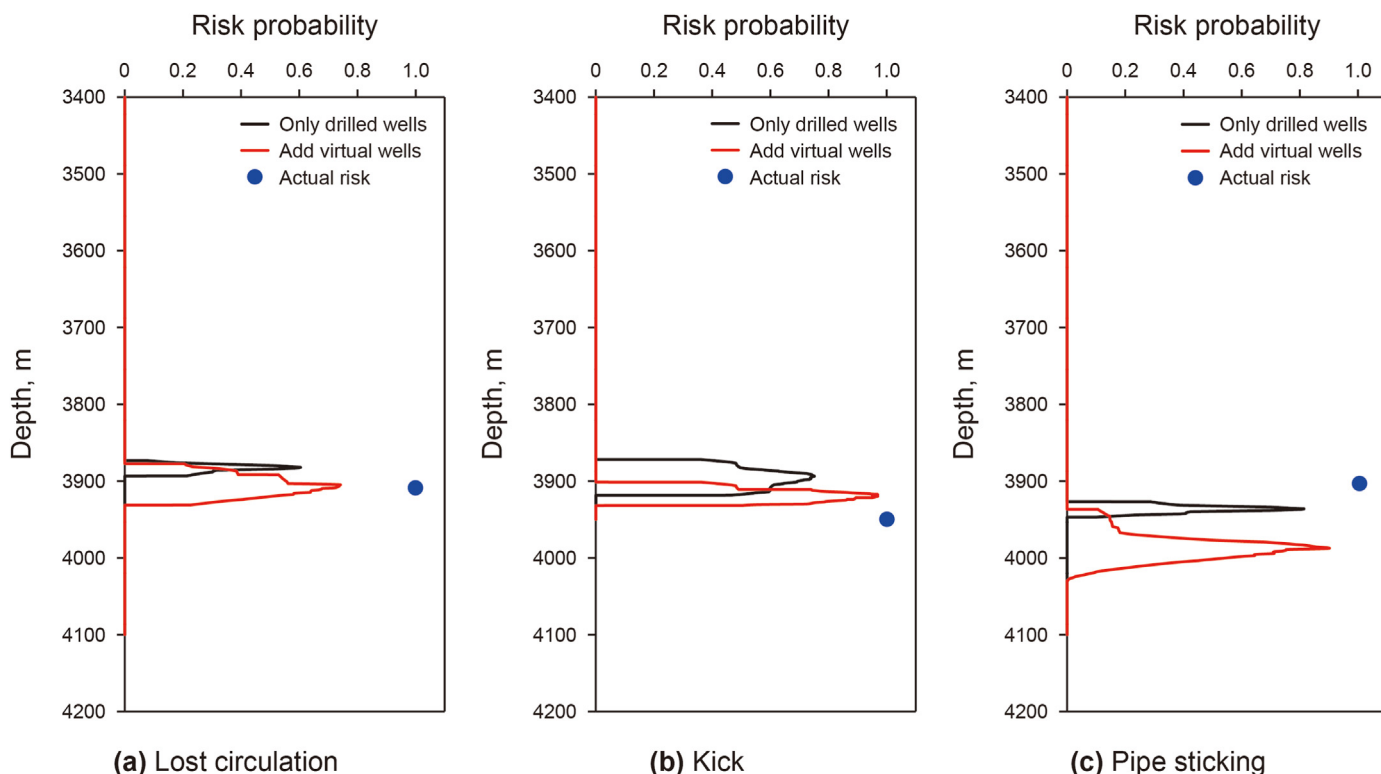 Risk probability
0 0.2 0.4 0.6 0.8 1.0
3400
3500
3600
3700
3800
3900
4000
4100
4200
Depth, m
Only drilled wells
Add virtual wells
Actual risk
(a) Lost circulation
Risk probability
0 0.2 0.4 0.6 0.8 1.0
3400
3500
3600
3700
3800
3900
4000
4100
4200
Depth, m
Only drilled wells
Add virtual wells
Actual risk
(b) Kick
Risk probability
0 0.2 0.4 0.6 0.8 1.0
3400
3500
3600
3700
3800
3900
4000
4100
4200
Depth, m
Only drilled wells
Add virtual wells
Actual risk
(c) Pipe sticking